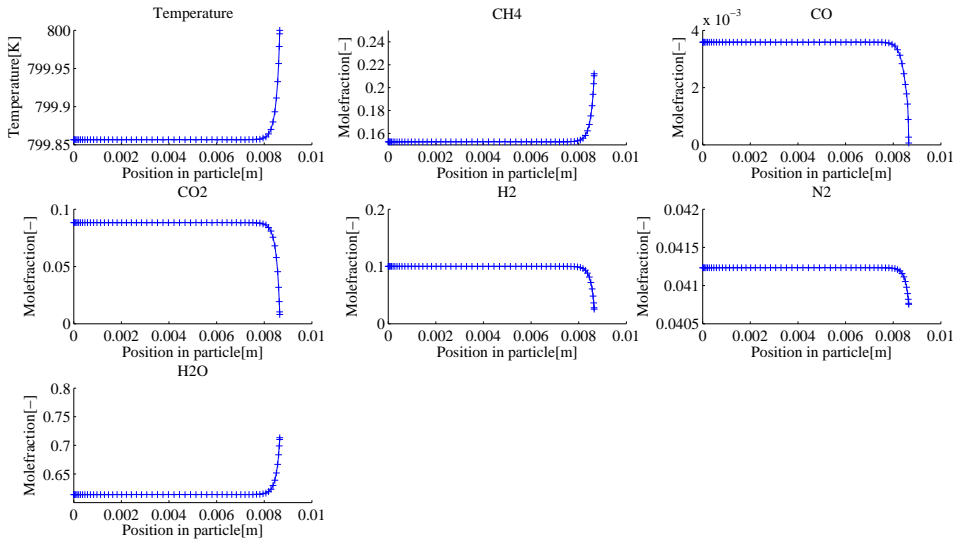 Temperature
800
799.95
799.9
799.85
Temperature[K]
0 0.002 0.004 0.006 0.008 0.01
Position in particle[m]
CH4
0.24
0.22
0.2
0.18
0.16
Molefraction[−]
0 0.002 0.004 0.006 0.008 0.01
Position in particle[m]
CO
x 10−3
4
2
0
Molefraction[−]
0 0.002 0.004 0.006 0.008 0.01
Position in particle[m]
CO2
0.1
0.05
0
Molefraction[−]
0 0.002 0.004 0.006 0.008 0.01
Position in particle[m]
H2
0.2
0.1
0
Molefraction[−]
0 0.002 0.004 0.006 0.008 0.01
Position in particle[m]
N2
0.042
0.0415
0.041
0.0405
Molefraction[−]
0 0.002 0.004 0.006 0.008 0.01
Position in particle[m]
H2O
0.8
0.75
0.7
0.65
Molefraction[−]
0 0.002 0.004 0.006 0.008 0.01
Position in particle[m]